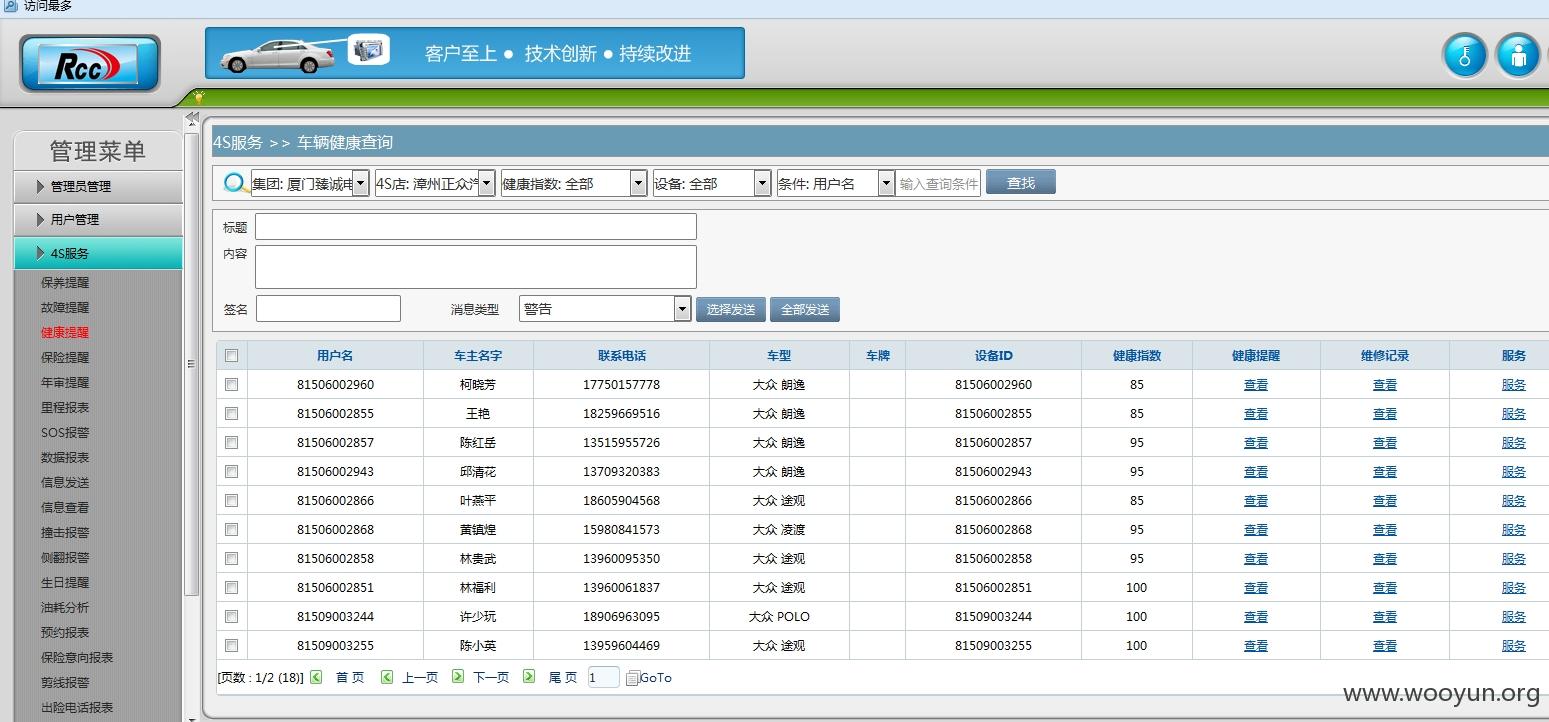 访问最多
Rcc
客户至上 ● 技术创新 ● 持续改进
管理菜单
管理员管理
用户管理
4S服务
保养提醒
故障提醒
健康提醒
保险提醒
年审提醒
里程报表
SOS报警
数据报表
信息发送
信息查看
撞击报警
侧翻报警
生日提醒
油耗分析
预约报表
保险意向报表
剪线报警
出险电话报表
4S服务 >> 车辆健康查询
集团: 厦门臻诚电 4S店: 漳州正众汽 健康指数: 全部 设备: 全部 条件: 用户名 输入查询条件 查找
标题
内容
签名 消息类型 警告 选择发送 全部发送
用户名 车主名字 联系电话 车型 车牌 设备ID 健康指数 健康提醒 维修记录 服务
81506002960 柯晓芳 17750157778 大众 朗逸 81506002960 85 查看 查看 服务
81506002855 王艳 18259669516 大众 朗逸 81506002855 85 查看 查看 服务
81506002857 陈红岳 13515955726 大众 朗逸 81506002857 95 查看 查看 服务
81506002943 邱清花 13709320383 大众 朗逸 81506002943 95 查看 查看 服务
81506002866 叶燕平 18605904568 大众 途观 81506002866 85 查看 查看 服务
81506002868 黄镇煌 15980841573 大众 凌渡 81506002868 95 查看 查看 服务
81506002858 林贵武 13960095350 大众 途观 81506002858 95 查看 查看 服务
81506002851 林福利 13960061837 大众 途观 81506002851 100 查看 查看 服务
81509003244 许少玩 18906963095 大众 POLO 81509003244 100 查看 查看 服务
81509003255 陈小英 13959604469 大众 途观 81509003255 100 查看 查看 服务
[页数 : 1/2 (18)] 首 页 上一页 下一页 尾 页 1 GoTo
www.wooyun.org